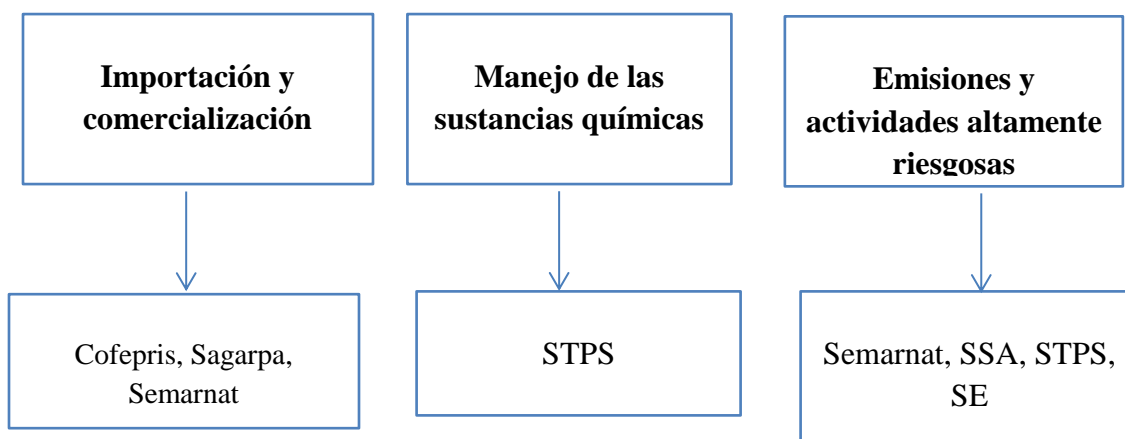 Importación y
comercialización
Manejo de las
sustancias químicas
Emisiones y
actividades altamente
riesgosas
Cofepris, Sagarpa,
Semarnat
STPS
Semarnat, SSA, STPS,
SE